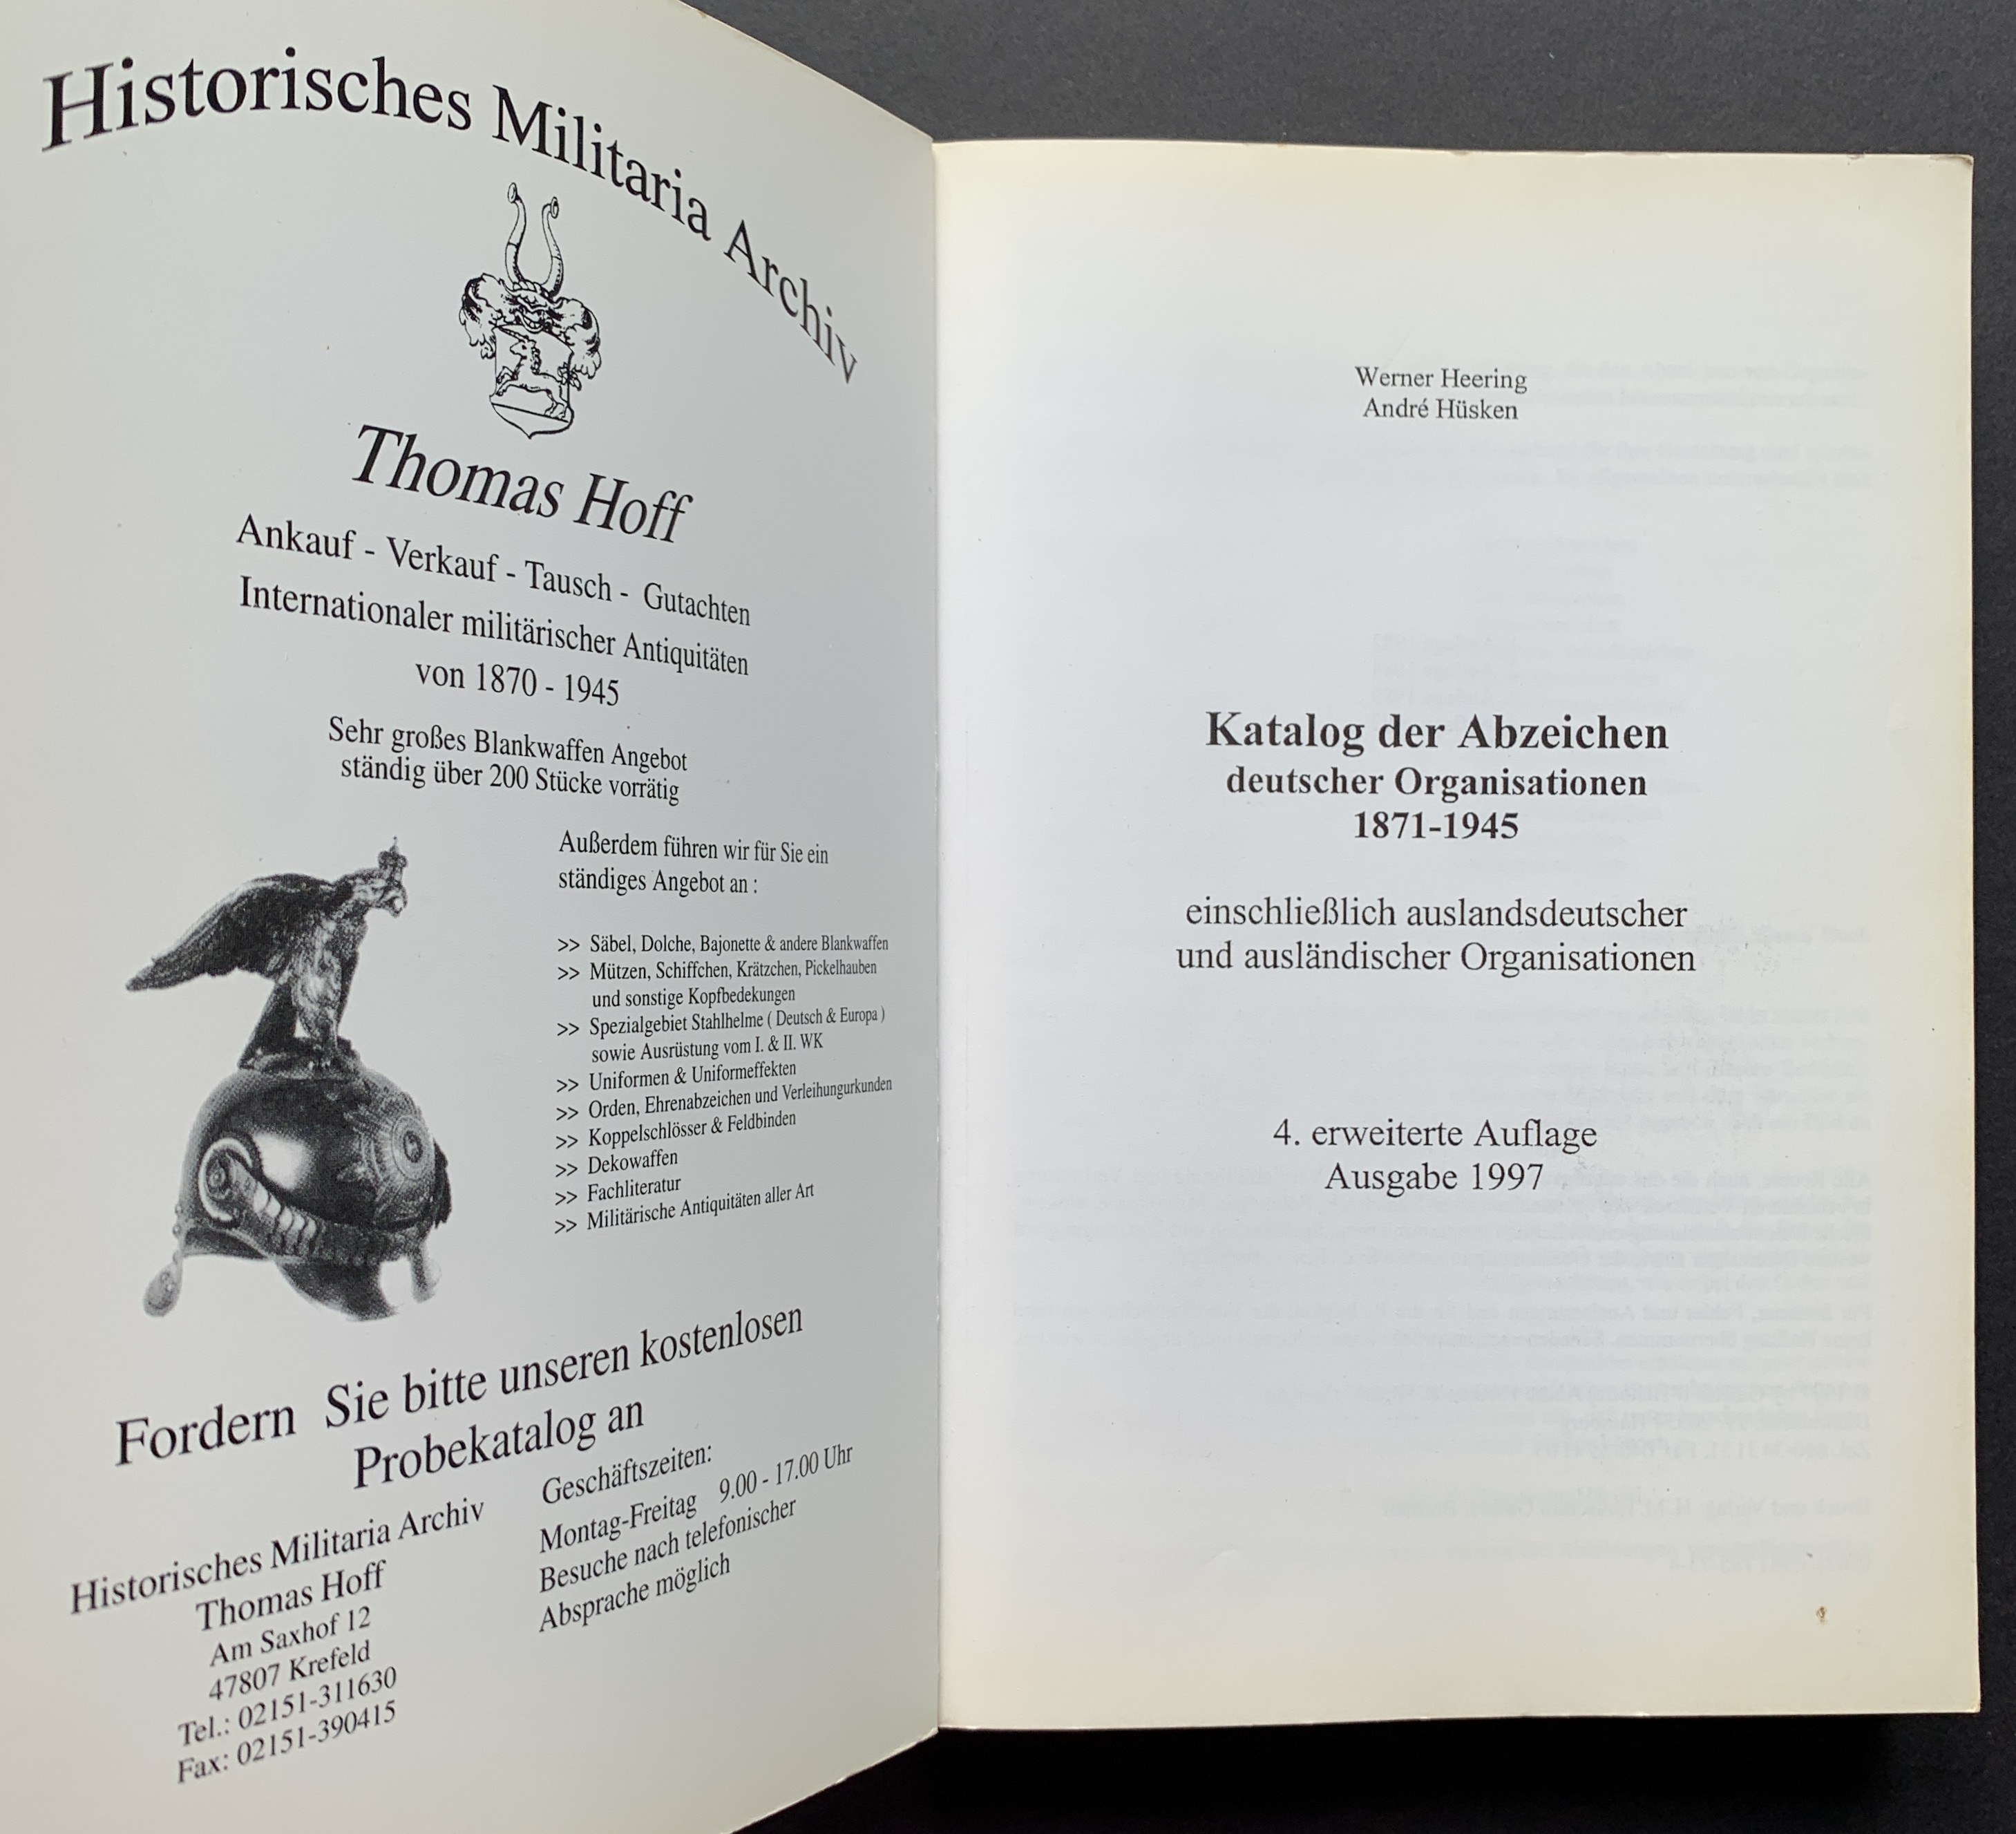 Historisches Militaria Archiv
Thomas Hoff
Ankauf - Verkauf - Tausch - Gutachten
Internationaler militärischer Antiquitäten
von 1870 - 1945
Sehr großes Blankwaffen Angebot
ständig über 200 Stücke vorrätig
Außerdem führen wir für Sie ein
ständiges Angebot an :
>> Säbel, Dolche, Bajonette & andere Blankwaffen
>> Mützen, Schiffchen, Krätzchen, Pickelhauben
und sonstige Kopfbedekungen
>> Spezialgebiet Stahlhelme ( Deutsch & Europa )
sowie Ausrüstung vom I. & II. WK
>> Uniformen & Uniformeffekten
>> Orden, Ehrenabzeichen und Verleihungurkunden
>> Koppelschlösser & Feldbinden
>> Dekowaffen
>> Fachliteratur
>> Militärische Antiquitäten aller Art
Fordern Sie bitte unseren kostenlosen
Probekatalog an
Historisches Militaria Archiv
Thomas Hoff
Am Saxhof 12
47807 Krefeld
Tel.: 02151-311630
Fax: 02151-390415
Geschäftszeiten:
Montag-Freitag 9.00 - 17.00 Uhr
Besuche nach telefonischer
Absprache möglich
Werner Heering
André Hüsken
Katalog der Abzeichen
deutscher Organisationen
1871-1945
einschließlich auslandsdeutscher
und ausländischer Organisationen
4. erweiterte Auflage
Ausgabe 1997